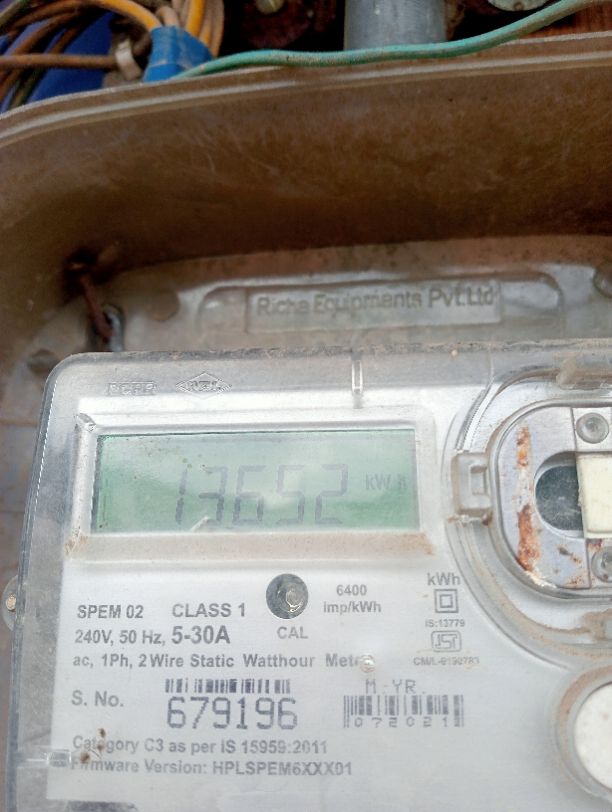 Richa Equipments Pvt.Ltd
13652 kWh
SPEM 02 CLASS 1
6400
imp/kWh
kWh
240V, 50 Hz, 5-30A
CAL
IS:13779
ISI
CM/L-9190783
ac, 1Ph, 2 Wire Static Watthour Meter
M YR.
S. No.
679196
072021
Category C3 as per IS 15959:2011
Firmware Version: HPLSPEM6XXX01